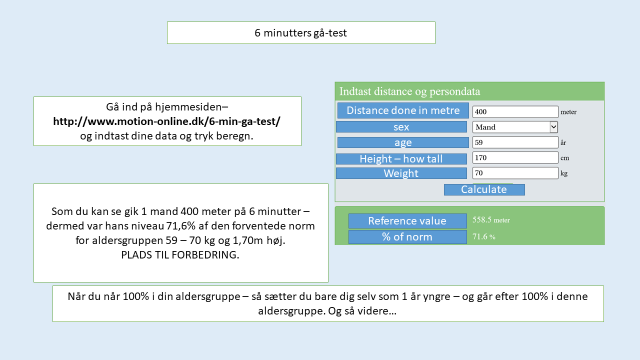 6 minutters gå-test
Gå ind på hjemmesiden–
http://www.motion-online.dk/6-min-ga-test/
og indtast dine data og tryk beregn.
Indtast distance og persondata
Distance done in metre 400 meter
sex Mand
age 59 år
Height – how tall 170 cm
Weight 70 kg
Calculate
Reference value 558.5 meter
% of norm 71.6 %
Som du kan se gik 1 mand 400 meter på 6 minutter –
dermed var hans niveau 71,6% af den forventede norm
for aldersgruppen 59 – 70 kg og 1,70m høj.
PLADS TIL FORBEDRING.
Når du når 100% i din aldersgruppe – så sætter du bare dig selv som 1 år yngre – og går efter 100% i denne
aldersgruppe. Og så videre…